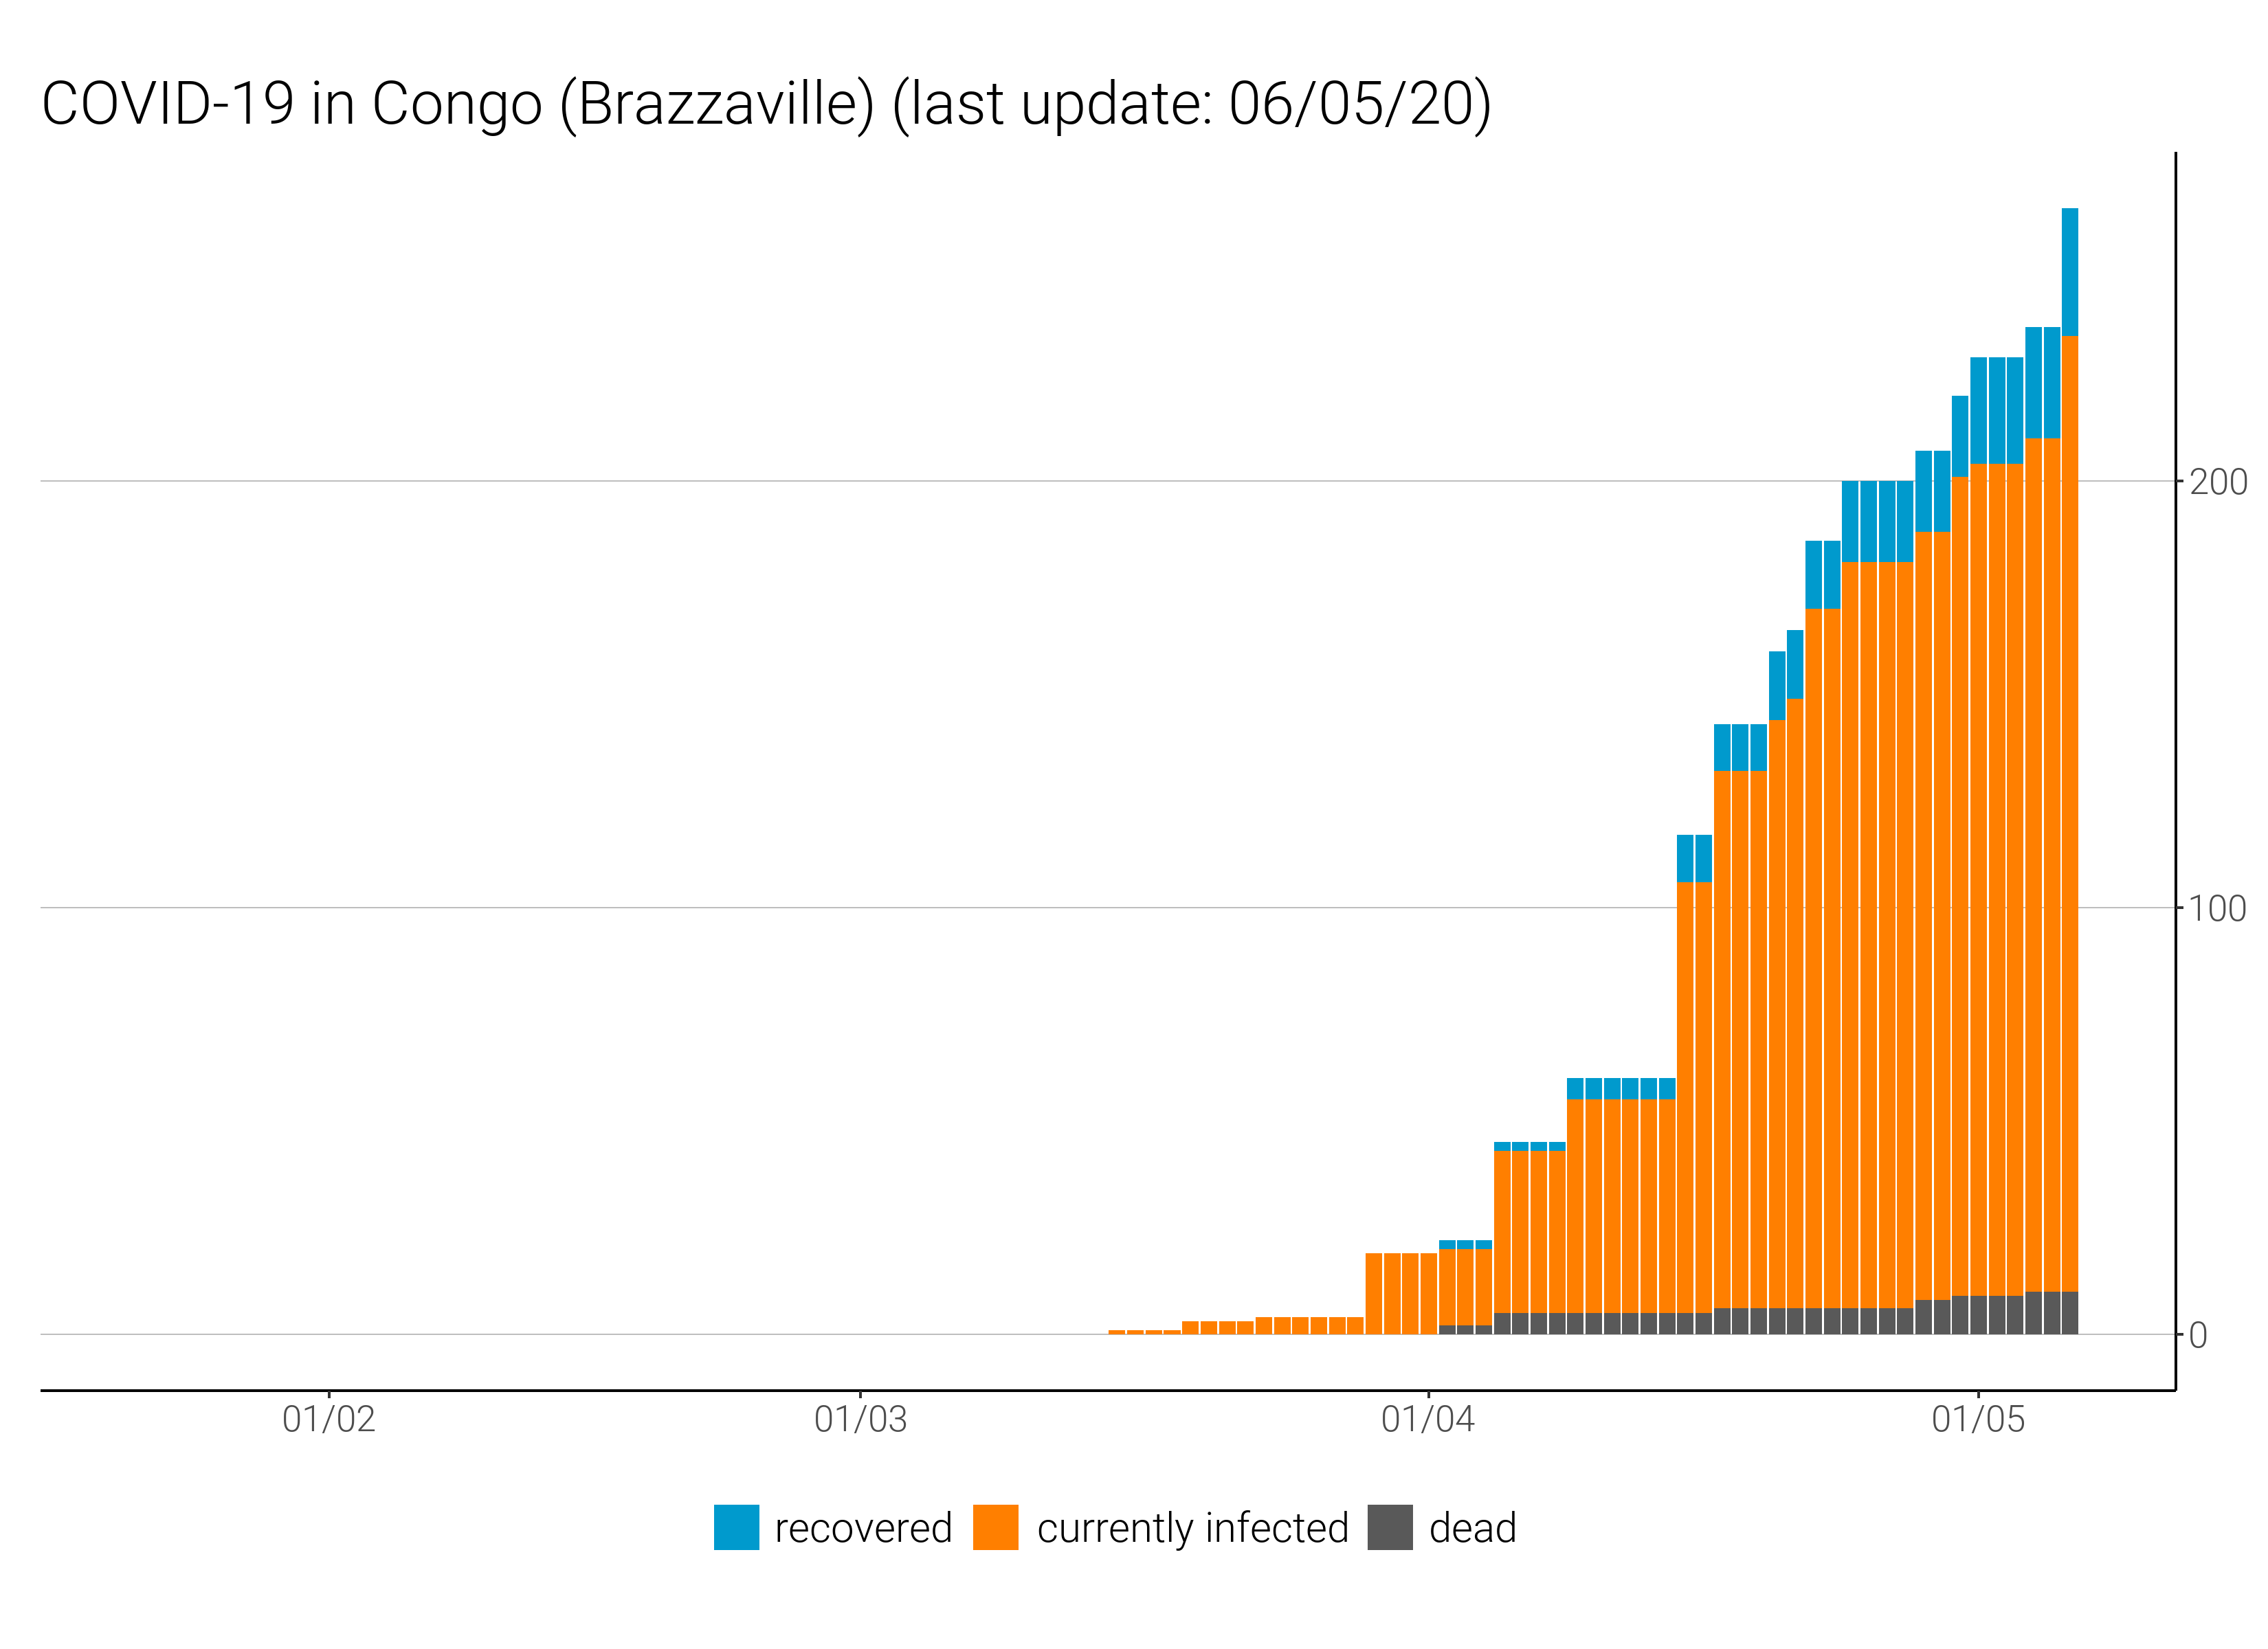 COVID-19 in Congo (Brazzaville) (last update: 06/05/20)
200
100
0
01/02 01/03 01/04 01/05
recovered currently infected dead